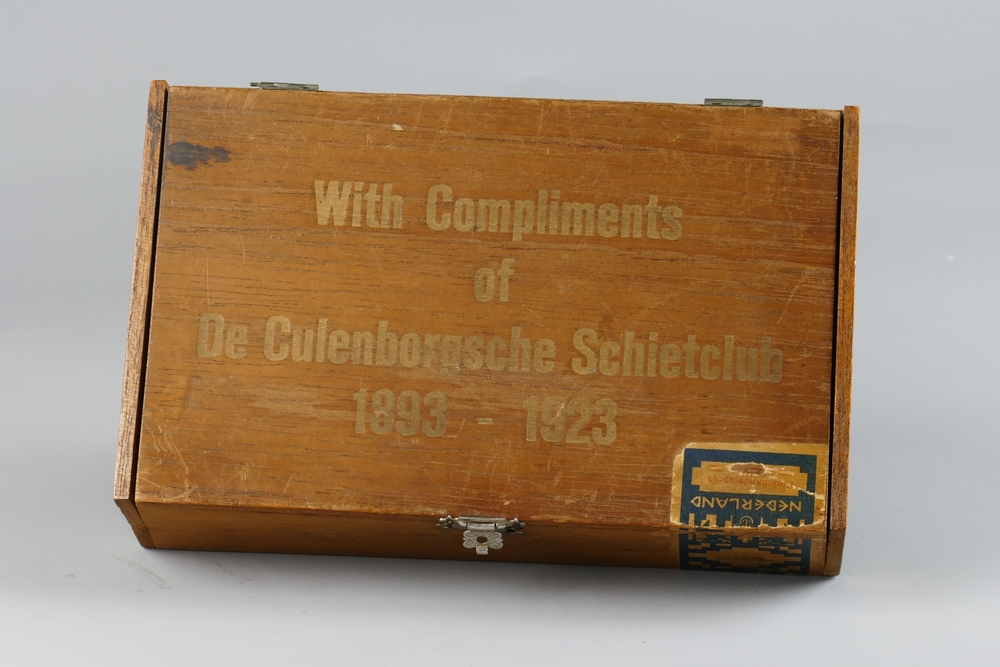 With Compliments
of
De Culenborgsche Schietclub
1893 - 1923
NEDERLAND